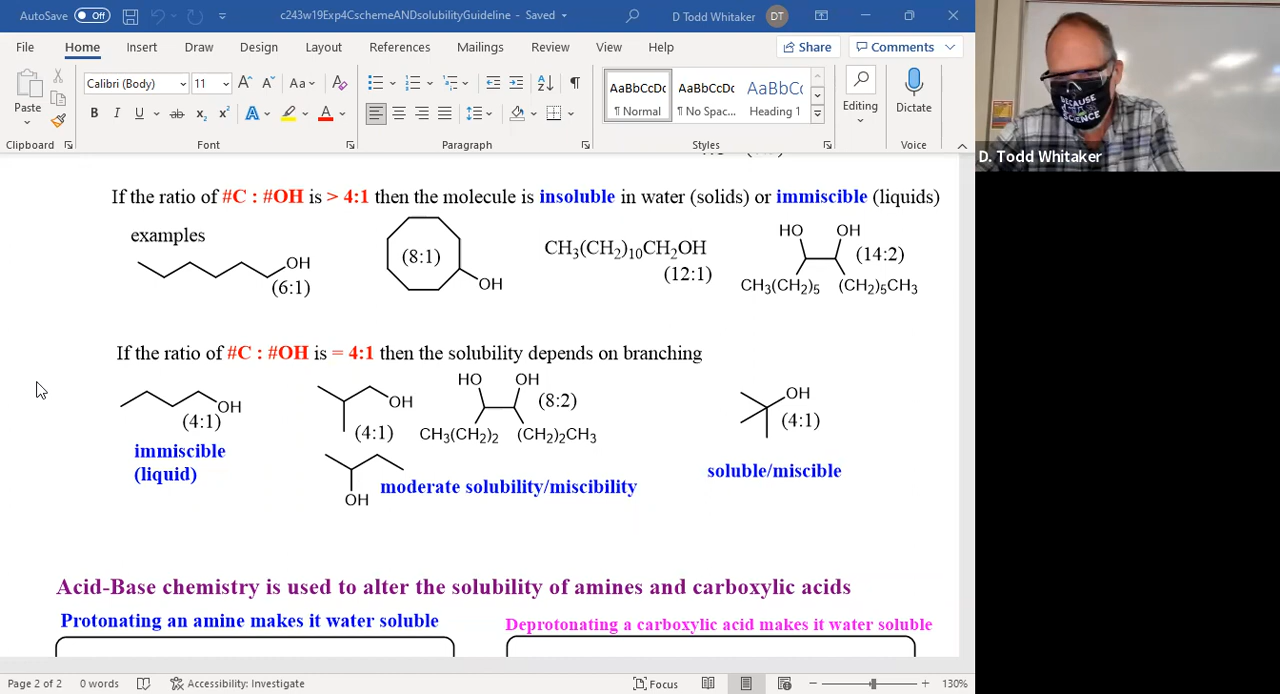 AutoSave Off c243w19Exp4CschemeANDsolubilityGuideline - Saved D Todd Whitaker DT
File Home Insert Draw Design Layout References Mailings Review View Help Share Comments
Calibri (Body) 11 A A Aa A AaBbCcDc AaBbCcDc AaBbCc
Paste B I U ab x2 x2 A A ¶ Normal ¶ No Spac... Heading 1 Editing Dictate
Clipboard Font Paragraph Styles Voice
BECAUSE
SCIENCE
D. Todd Whitaker
If the ratio of #C : #OH is > 4:1 then the molecule is insoluble in water (solids) or immiscible (liquids)
examples
OH
(6:1)
(8:1)
OH
CH3(CH2)10CH2OH
(12:1)
HO OH
(14:2)
CH3(CH2)5 (CH2)5CH3
If the ratio of #C : #OH is = 4:1 then the solubility depends on branching
OH
(4:1)
immiscible
(liquid)
OH
(4:1)
OH
HO OH
(8:2)
CH3(CH2)2 (CH2)2CH3
moderate solubility/miscibility
OH
(4:1)
soluble/miscible
Acid-Base chemistry is used to alter the solubility of amines and carboxylic acids
Protonating an amine makes it water soluble
Deprotonating a carboxylic acid makes it water soluble
Page 2 of 2 0 words Accessibility: Investigate Focus 130%